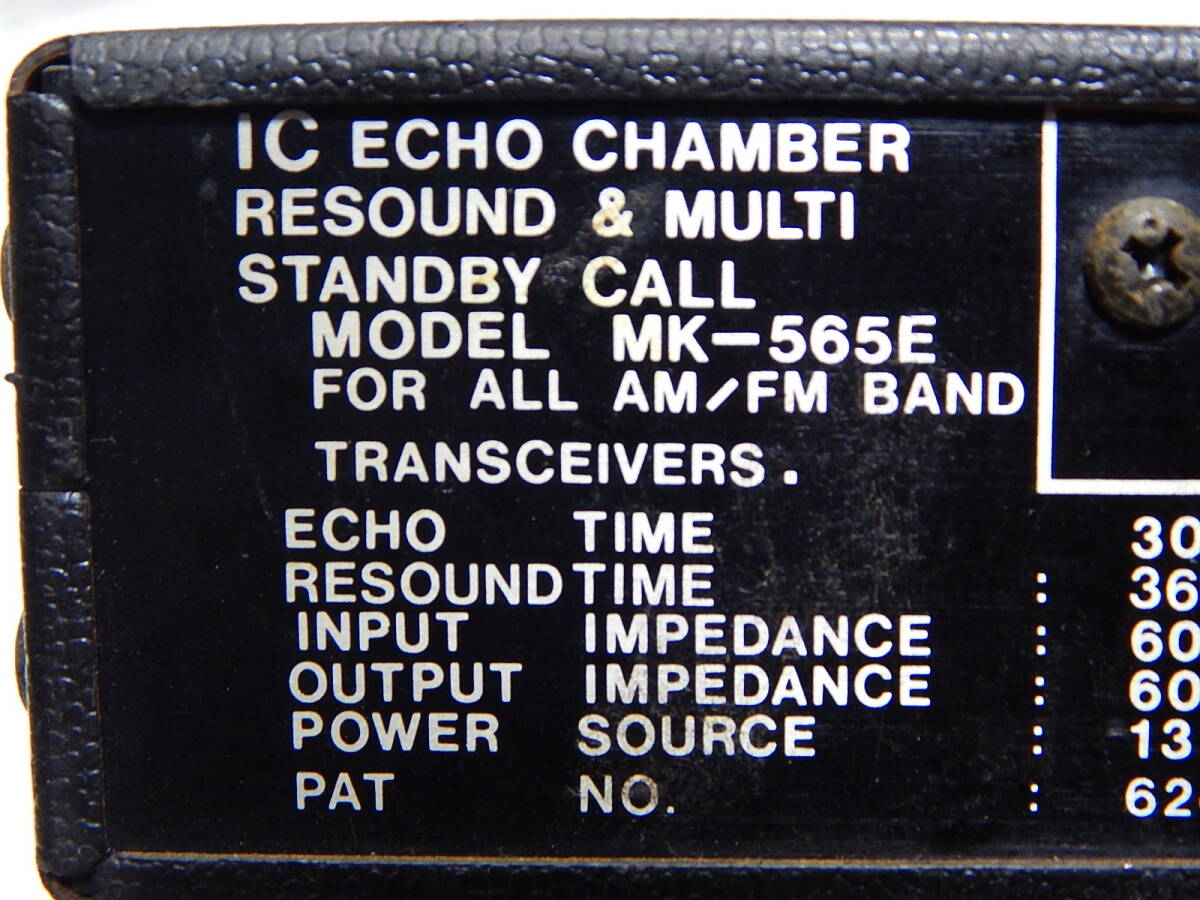 IC ECHO CHAMBER
RESOUND & MULTI
STANDBY CALL
MODEL MK-565E
FOR ALL AM/FM BAND
TRANSCEIVERS.
ECHO TIME 30
RESOUND TIME : 36
INPUT IMPEDANCE : 60
OUTPUT IMPEDANCE : 60
POWER SOURCE : 13
PAT NO. : 62